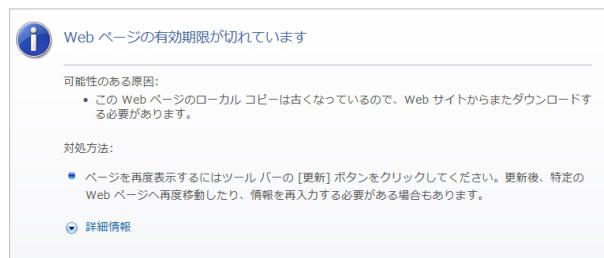 Web ページの有効期限が切れています
可能性のある原因:
• この Web ページのローカル コピーは古くなっているので、Web サイトからまたダウンロードす
る必要があります。
対処方法:
ページを再度表示するにはツール バーの [更新] ボタンをクリックしてください。更新後、特定の
Web ページへ再度移動したり、情報を再入力する必要がある場合もあります。
詳細情報